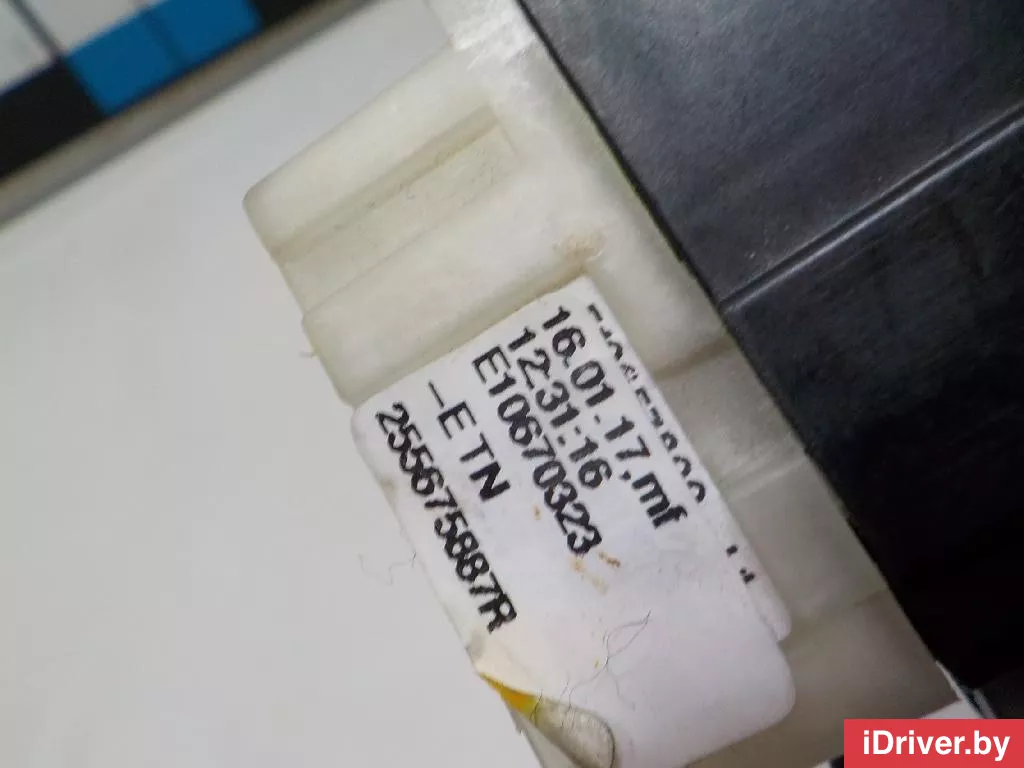 16.01.17,mf
12:31:16
E10670323
-E TN
255675887R
iDriver.by